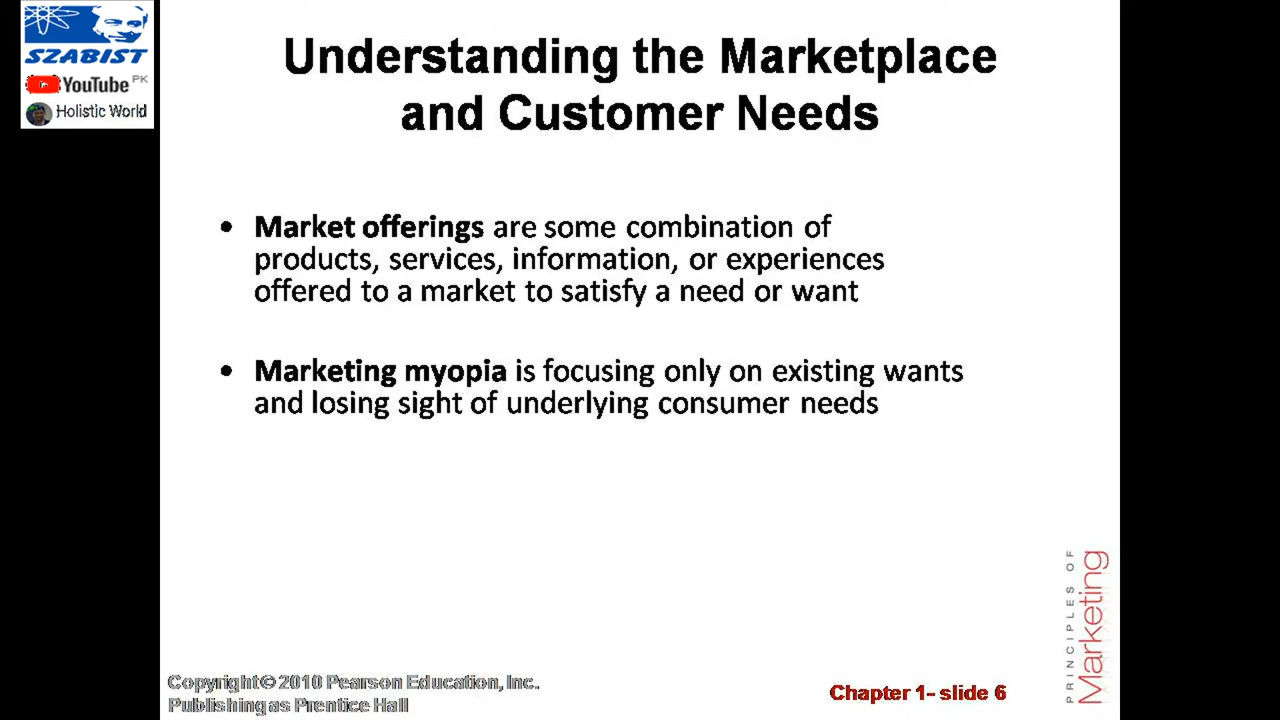 SZABIST
YouTube PK
Holistic World
Understanding the Marketplace
and Customer Needs
• Market offerings are some combination of
products, services, information, or experiences
offered to a market to satisfy a need or want
• Marketing myopia is focusing only on existing wants
and losing sight of underlying consumer needs
PRINCIPLES OF
Marketing
Copyright © 2010 Pearson Education, Inc.
Publishing as Prentice Hall
Chapter 1- slide 6